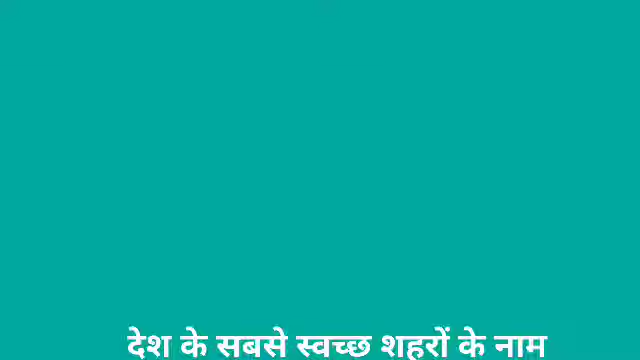 देश के सबसे स्वच्छ शहरों के नाम